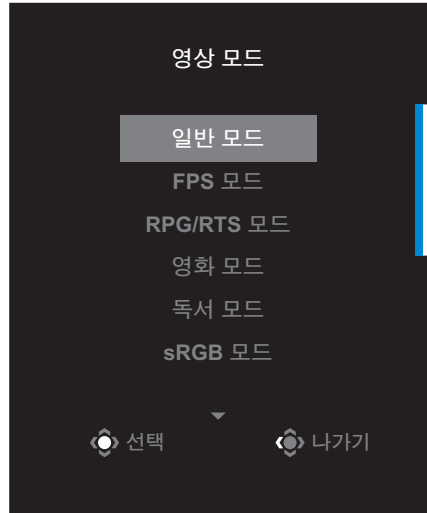 영상 모드
일반 모드
FPS 모드
RPG/RTS 모드
영화 모드
독서 모드
sRGB 모드
선택 나가기